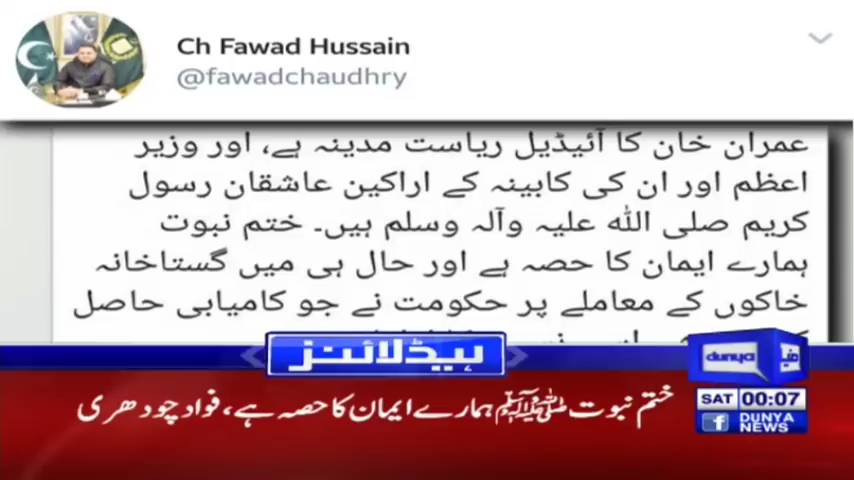 Ch Fawad Hussain
@fawadchaudhry
عمران خان کا آئیڈیل ریاست مدینہ ہے، اور وزیر
اعظم اور ان کی کابینہ کے اراکین عاشقان رسول
کریم صلی اللہ علیہ وآلہ وسلم ہیں۔ ختم نبوت
ہمارے ایمان کا حصہ ہے اور حال ہی میں گستاخانہ
خاکوں کے معاملے پر حکومت نے جو کامیابی حاصل
ہیڈلائنز
dunya دنیا
ختم نبوت ﷺ ہمارے ایمان کا حصہ ہے، فواد چودھری
SAT 00:07
f DUNYA
NEWS